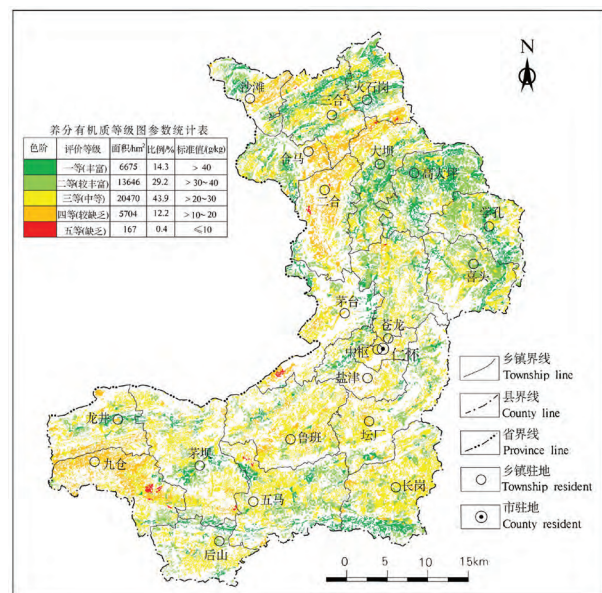 N
养分有机质等级图参数统计表
色阶 评价等级 面积/hm² 比例/% 标准值/(g/kg)
一等(丰富) 6675 14.3 >40
二等(较丰富) 13646 29.2 >30~40
三等(中等) 20470 43.9 >20~30
四等(较缺乏) 5704 12.2 >10~20
五等(缺乏) 167 0.4 ≤10
沙滩
火石岗
三合
合马
大坝
高大坪
二合
学孔
喜头
茅台
苍龙
中枢
仁怀
盐津
龙井
鲁班
坛厂
九仓
茅坝
五马
长岗
后山
乡镇界线
Township line
县界线
County line
省界线
Province line
乡镇驻地
Township resident
市驻地
County resident
0 5 10 15km